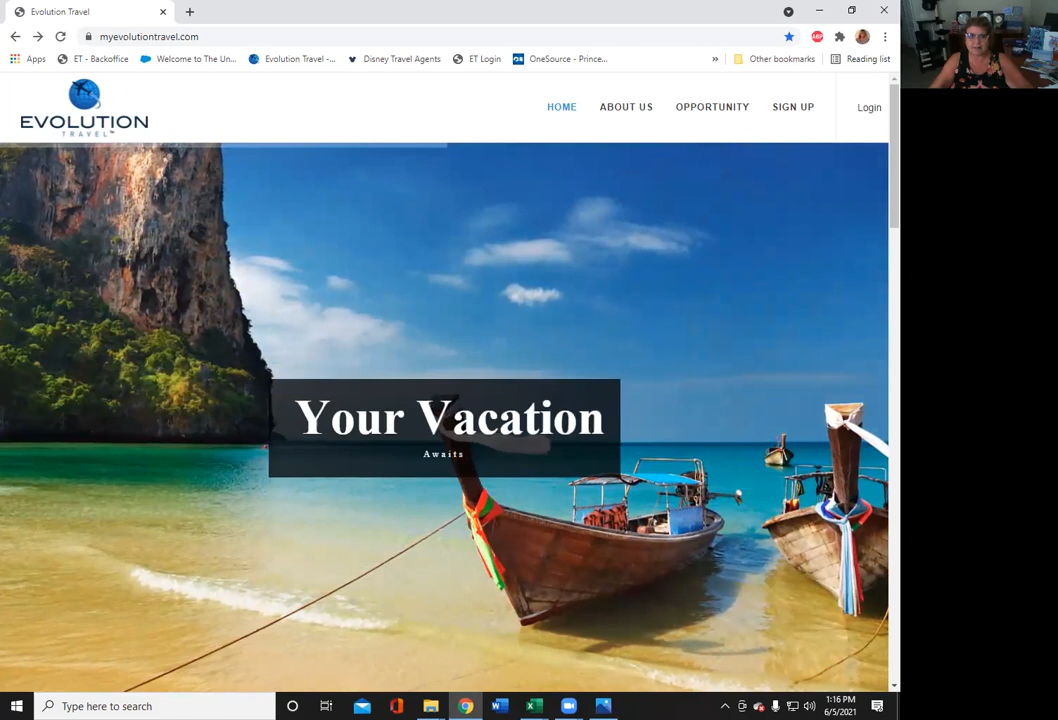 Evolution Travel
myevolutiontravel.com
ABP
Apps
ET - Backoffice
Welcome to The Un...
Evolution Travel -...
Disney Travel Agents
ET Login
OneSource - Prince...
»
Other bookmarks
Reading list
EVOLUTION
TRAVEL™
HOME
ABOUT US
OPPORTUNITY
SIGN UP
Login
Your Vacation
Awaits
Type here to search
1:16 PM
6/5/2021